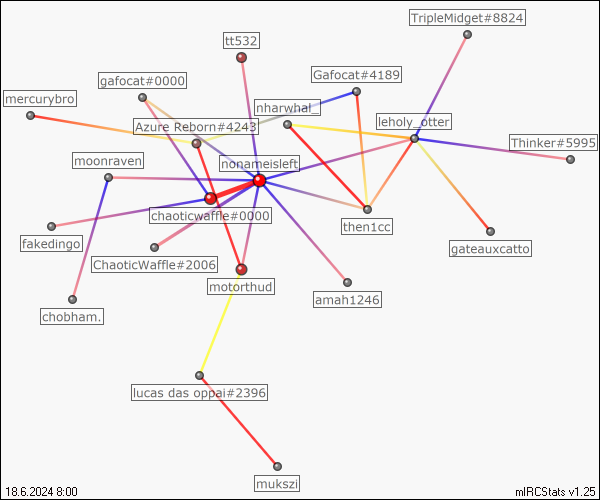 TripleMidget#8824
tt532
gafocat#0000
Gafocat#4189
mercurybro
nharwhal_
Azure Reborn#4243
leholy_otter
Thinker#5995
moonraven
nonameisleft
chaoticwaffle#0000
then1cc
fakedingo
gateauxcatto
ChaoticWaffle#2006
motorthud
amah1246
chobham.
lucas das oppai#2396
mukszi
18.6.2024 8:00
mIRCStats v1.25